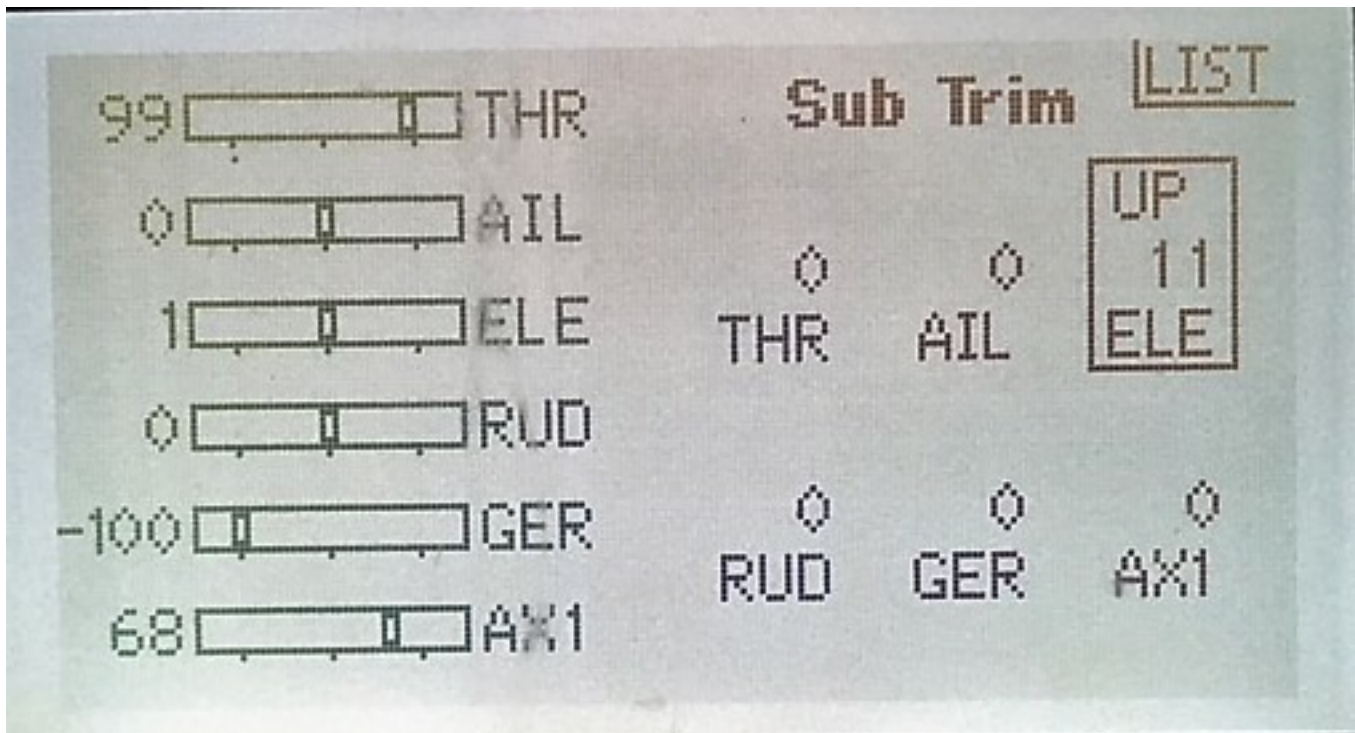 Sub Trim LIST
99 THR
0 AIL
1 ELE
0 RUD
-100 GER
68 AX1
UP
0 0 11
THR AIL ELE
0 0 0
RUD GER AX1